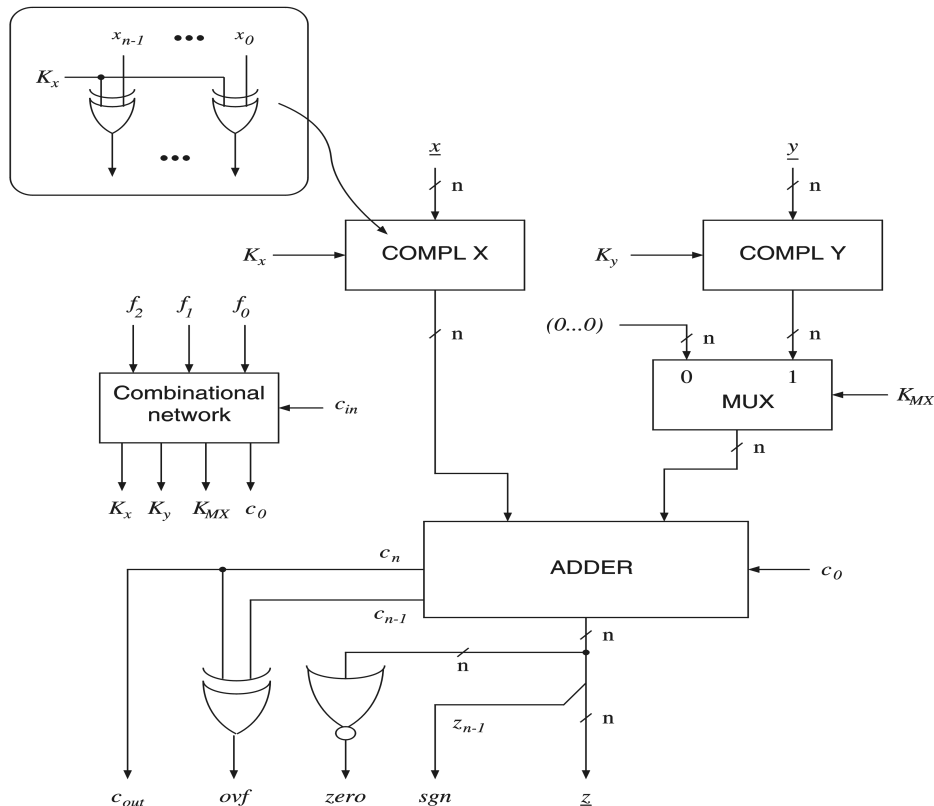 x_{n-1} ••• x_0
K_x
•••
x
n
y
n
K_x
COMPL X
K_y
COMPL Y
f_2 f_1 f_0
n
(0...0)
n
n
0 1
MUX
K_{MX}
Combinational
network
c_{in}
n
K_x K_y K_{MX} c_0
c_n
ADDER
c_0
c_{n-1}
n
n
z_{n-1}
n
c_{out} ovf zero sgn z